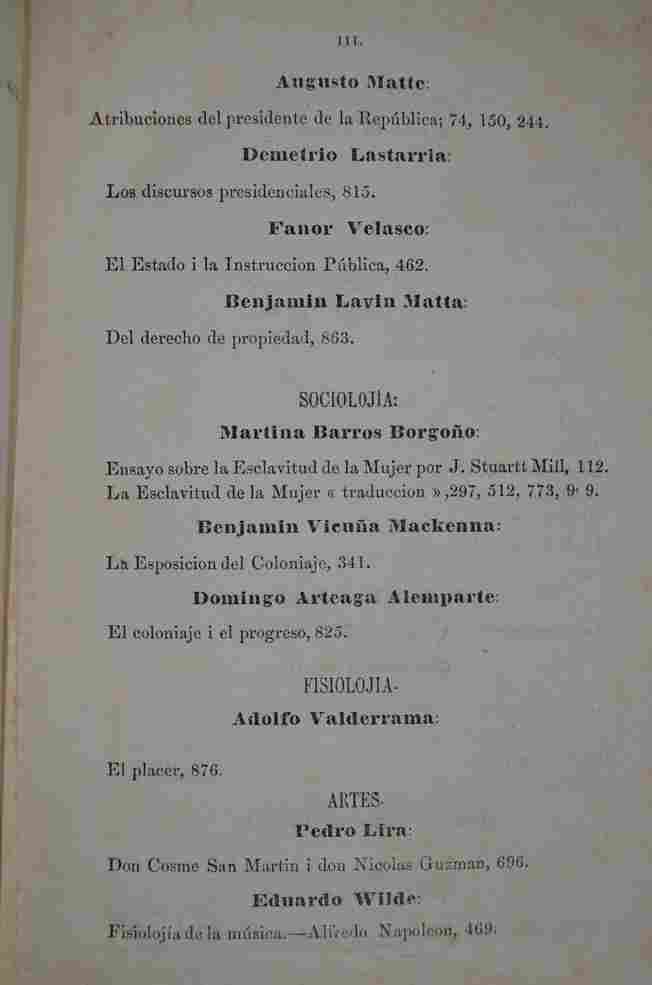 III.
Augusto Matte:
Atribuciones del presidente de la República; 74, 150, 244.
Demetrio Lastarria:
Los discursos presidenciales, 815.
Fanor Velasco:
El Estado i la Instruccion Pública, 462.
Benjamin Lavin Matta:
Del derecho de propiedad, 863.
SOCIOLOJÍA:
Martina Barros Borgoño:
Ensayo sobre la Esclavitud de la Mujer por J. Stuartt Mill, 112.
La Esclavitud de la Mujer « traduccion » ,297, 512, 773, 9 9.
Benjamin Vicuña Mackenna:
La Esposicion del Coloniaje, 341.
Domingo Arteaga Alemparte:
El coloniaje i el progreso, 825.
FISIOLOJIA-
Adolfo Valderrama:
El placer, 876.
ARTES-
Pedro Lira:
Don Cosme San Martin i don Nicolas Guzman, 696.
Eduardo Wilde:
Fisiolojía de la música.—Alfredo Napoleon, 469.